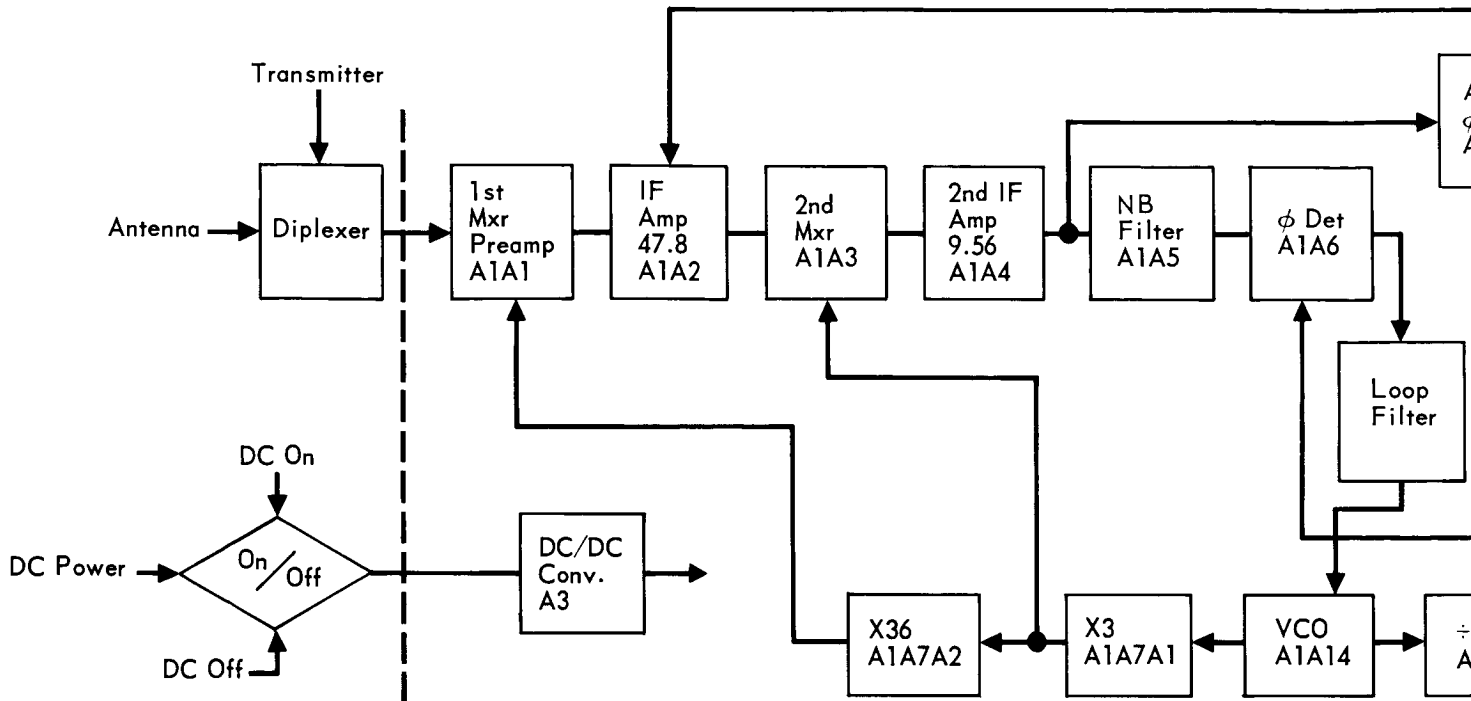 Transmitter
Antenna
Diplexer
1st
Mxr
Preamp
A1A1
IF
Amp
47.8
A1A2
2nd
Mxr
A1A3
2nd IF
Amp
9.56
A1A4
NB
Filter
A1A5
ϕ Det
A1A6
A
ϕ
A
Loop
Filter
DC On
DC Power
On/Off
DC Off
DC/DC
Conv.
A3
X36
A1A7A2
X3
A1A7A1
VCO
A1A14
÷
A